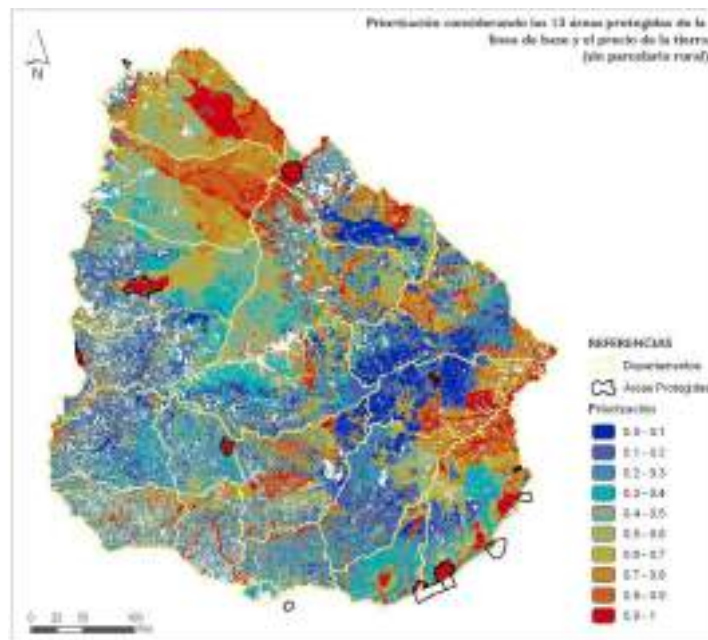 Priorización considerando las 13 áreas protegidas de la
línea de base y el precio de la tierra
(sin parcelario rural)
N
REFERENCIAS
Departamentos
Áreas Protegidas
Priorización
0.0 - 0.1
0.1 - 0.2
0.2 - 0.3
0.3 - 0.4
0.4 - 0.5
0.5 - 0.6
0.6 - 0.7
0.7 - 0.8
0.8 - 0.9
0.9 - 1
0